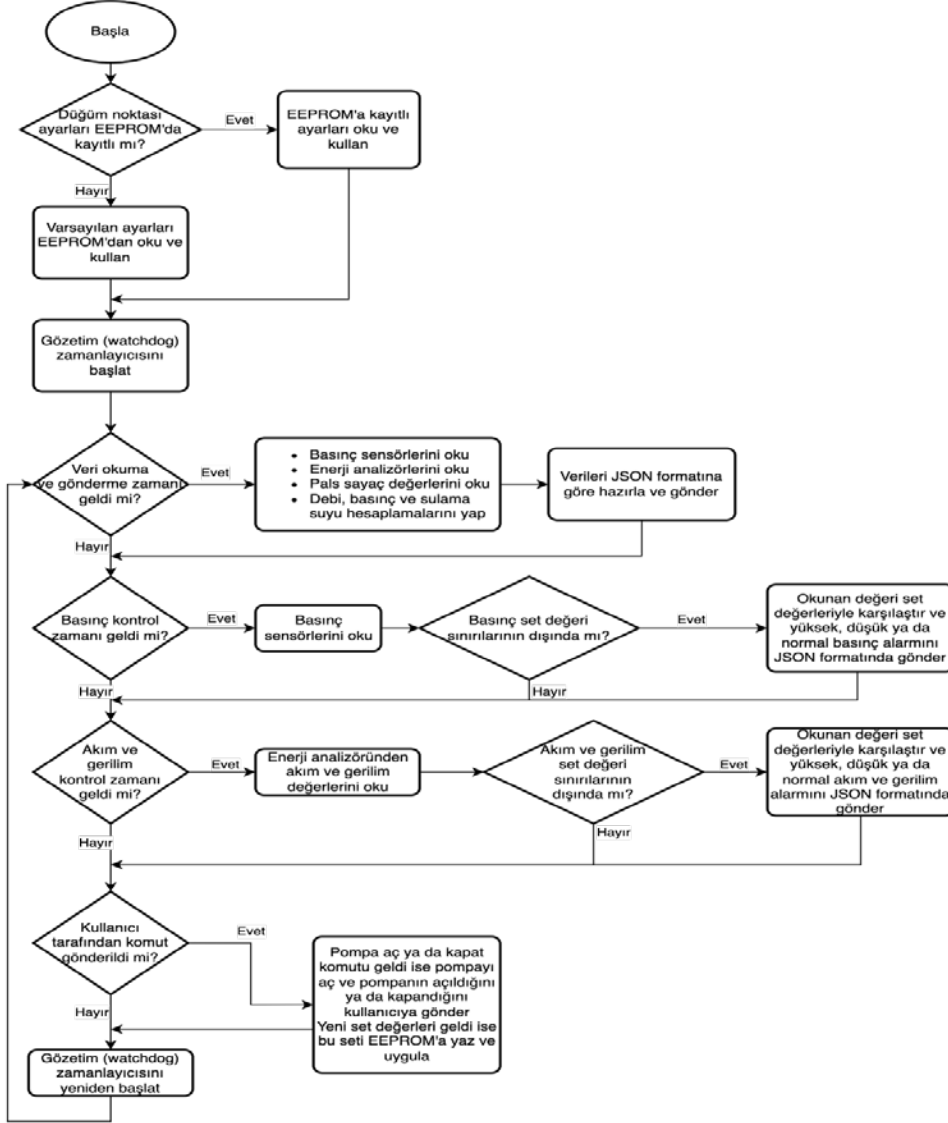 Başla
Düğüm noktası
ayarları EEPROM'da
kayıtlı mı?
Evet
EEPROM'a kayıtlı
ayarları oku ve
kullan
Hayır
Varsayılan ayarları
EEPROM'dan oku ve
kullan
Gözetim (watchdog)
zamanlayıcısını
başlat
Veri okuma
ve gönderme zamanı
geldi mi?
Evet
• Basınç sensörlerini oku
• Enerji analizörlerini oku
• Pals sayaç değerlerini oku
• Debi, basınç ve sulama
suyu hesaplamalarını yap
Verileri JSON formatına
göre hazırla ve gönder
Hayır
Basınç kontrol
zamanı geldi mi?
Evet
Basınç
sensörlerini oku
Basınç set değeri
sınırılarının dışında mı?
Evet
Okunan değeri set
değerleriyle karşılaştır ve
yüksek, düşük ya da
normal basınç alarmını
JSON formatında gönder
Hayır
Hayır
Akım ve
gerilim
kontrol zamanı
geldi mi?
Evet
Enerji analizöründen
akım ve gerilim
değerlerini oku
Akım ve gerilim
set değeri
sınırılarının
dışında mı?
Evet
Okunan değeri set
değerleriyle karşılaştır ve
yüksek, düşük ya da
normal akım ve gerilim
alarmını JSON formatında
gönder
Hayır
Hayır
Kullanıcı
tarafından komut
gönderildi mi?
Evet
Pompa aç ya da kapat
komutu geldi ise pompayı
aç ve pompanın açıldığını
ya da kapandığını
kullanıcıya gönder
Yeni set değerleri geldi ise
bu seti EEPROM'a yaz ve
uygula
Hayır
Gözetim (watchdog)
zamanlayıcısını
yeniden başlat